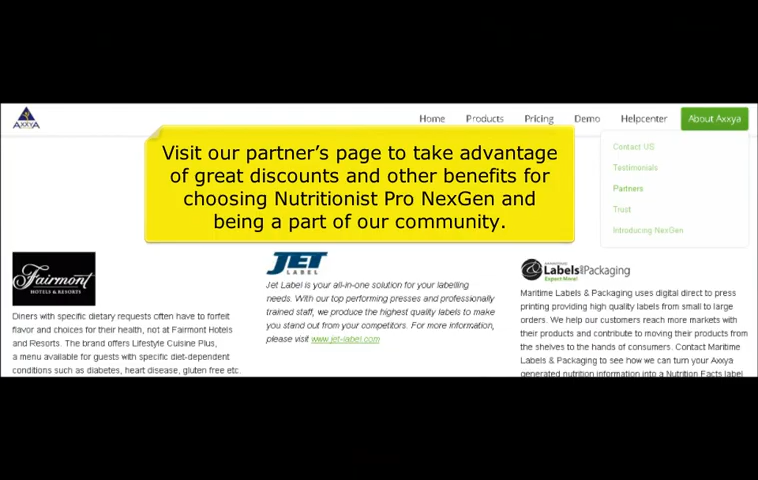 AXXYA
Home Products Pricing Demo Helpcenter About Axxya
Visit our partner's page to take advantage
of great discounts and other benefits for
choosing Nutritionist Pro NexGen and
being a part of our community.
Contact US
Testimonials
Partners
Trust
Introducing NexGen
Fairmont
HOTELS & RESORTS
Diners with specific dietary requests often have to forfeit
flavor and choices for their health, not at Fairmont Hotels
and Resorts. The brand offers Lifestyle Cuisine Plus,
a menu available for guests with specific diet-dependent
conditions such as diabetes, heart disease, gluten free etc.
JET
LABEL
Jet Label is your all-in-one solution for your labelling
needs. With our top performing presses and professionally
trained staff, we produce the highest quality labels to make
you stand out from your competitors. For more information,
please visit www.jet-label.com
Labels Packaging
Expect More!
Maritime Labels & Packaging uses digital direct to press
printing providing high quality labels from small to large
orders. We help our customers reach more markets with
their products and contribute to moving their products from
the shelves to the hands of consumers. Contact Maritime
Labels & Packaging to see how we can turn your Axxya
generated nutrition information into a Nutrition Facts label